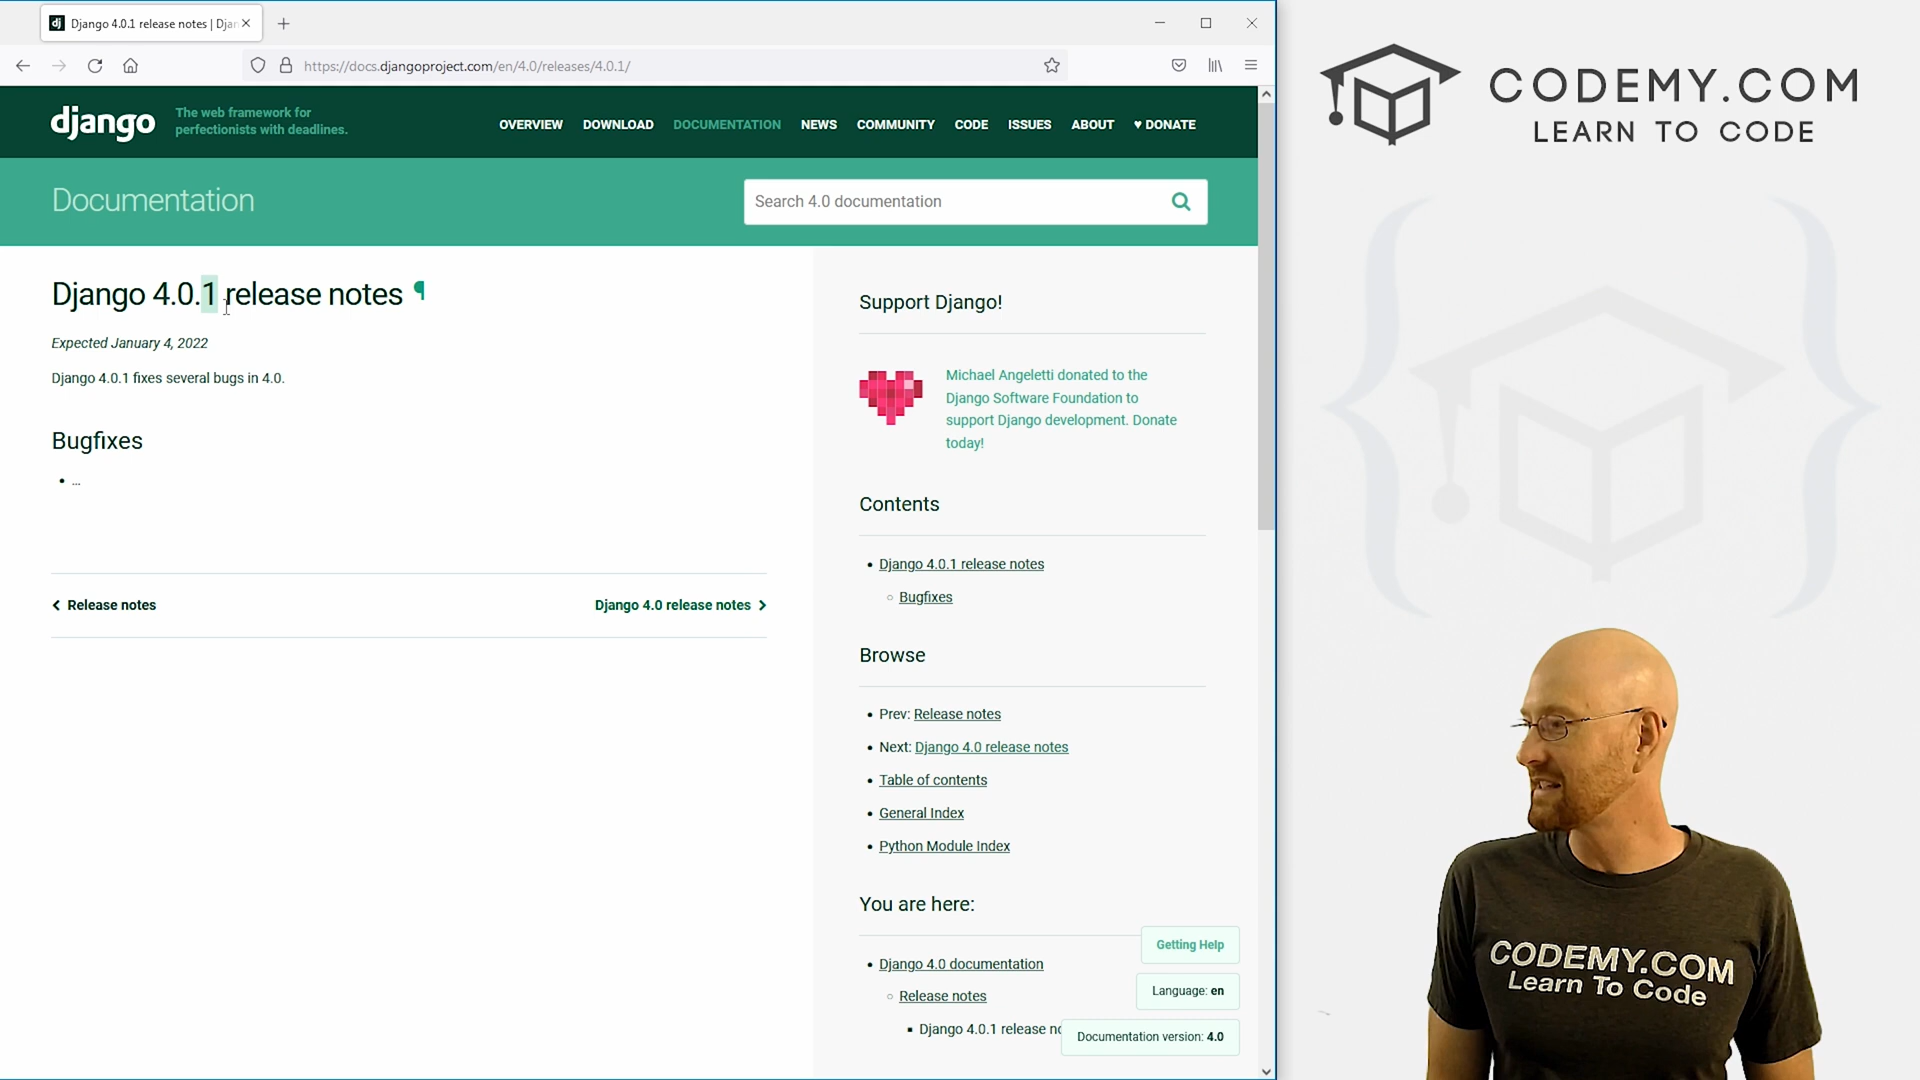 dj Django 4.0.1 release notes | Djan
https://docs.djangoproject.com/en/4.0/releases/4.0.1/
django
The web framework for
perfectionists with deadlines.
OVERVIEW DOWNLOAD DOCUMENTATION NEWS COMMUNITY CODE ISSUES ABOUT ♥ DONATE
Documentation
Search 4.0 documentation
Django 4.0.1 release notes ¶
Expected January 4, 2022
Django 4.0.1 fixes several bugs in 4.0.
Bugfixes
• ...
Release notes
Django 4.0 release notes
Support Django!
Michael Angeletti donated to the
Django Software Foundation to
support Django development. Donate
today!
Contents
• Django 4.0.1 release notes
Bugfixes
Browse
• Prev: Release notes
• Next: Django 4.0 release notes
• Table of contents
• General Index
• Python Module Index
You are here:
• Django 4.0 documentation
Release notes
Django 4.0.1 release no
Getting Help
Language: en
Documentation version: 4.0
CODEMY.COM
LEARN TO CODE
CODEMY.COM
Learn To Code